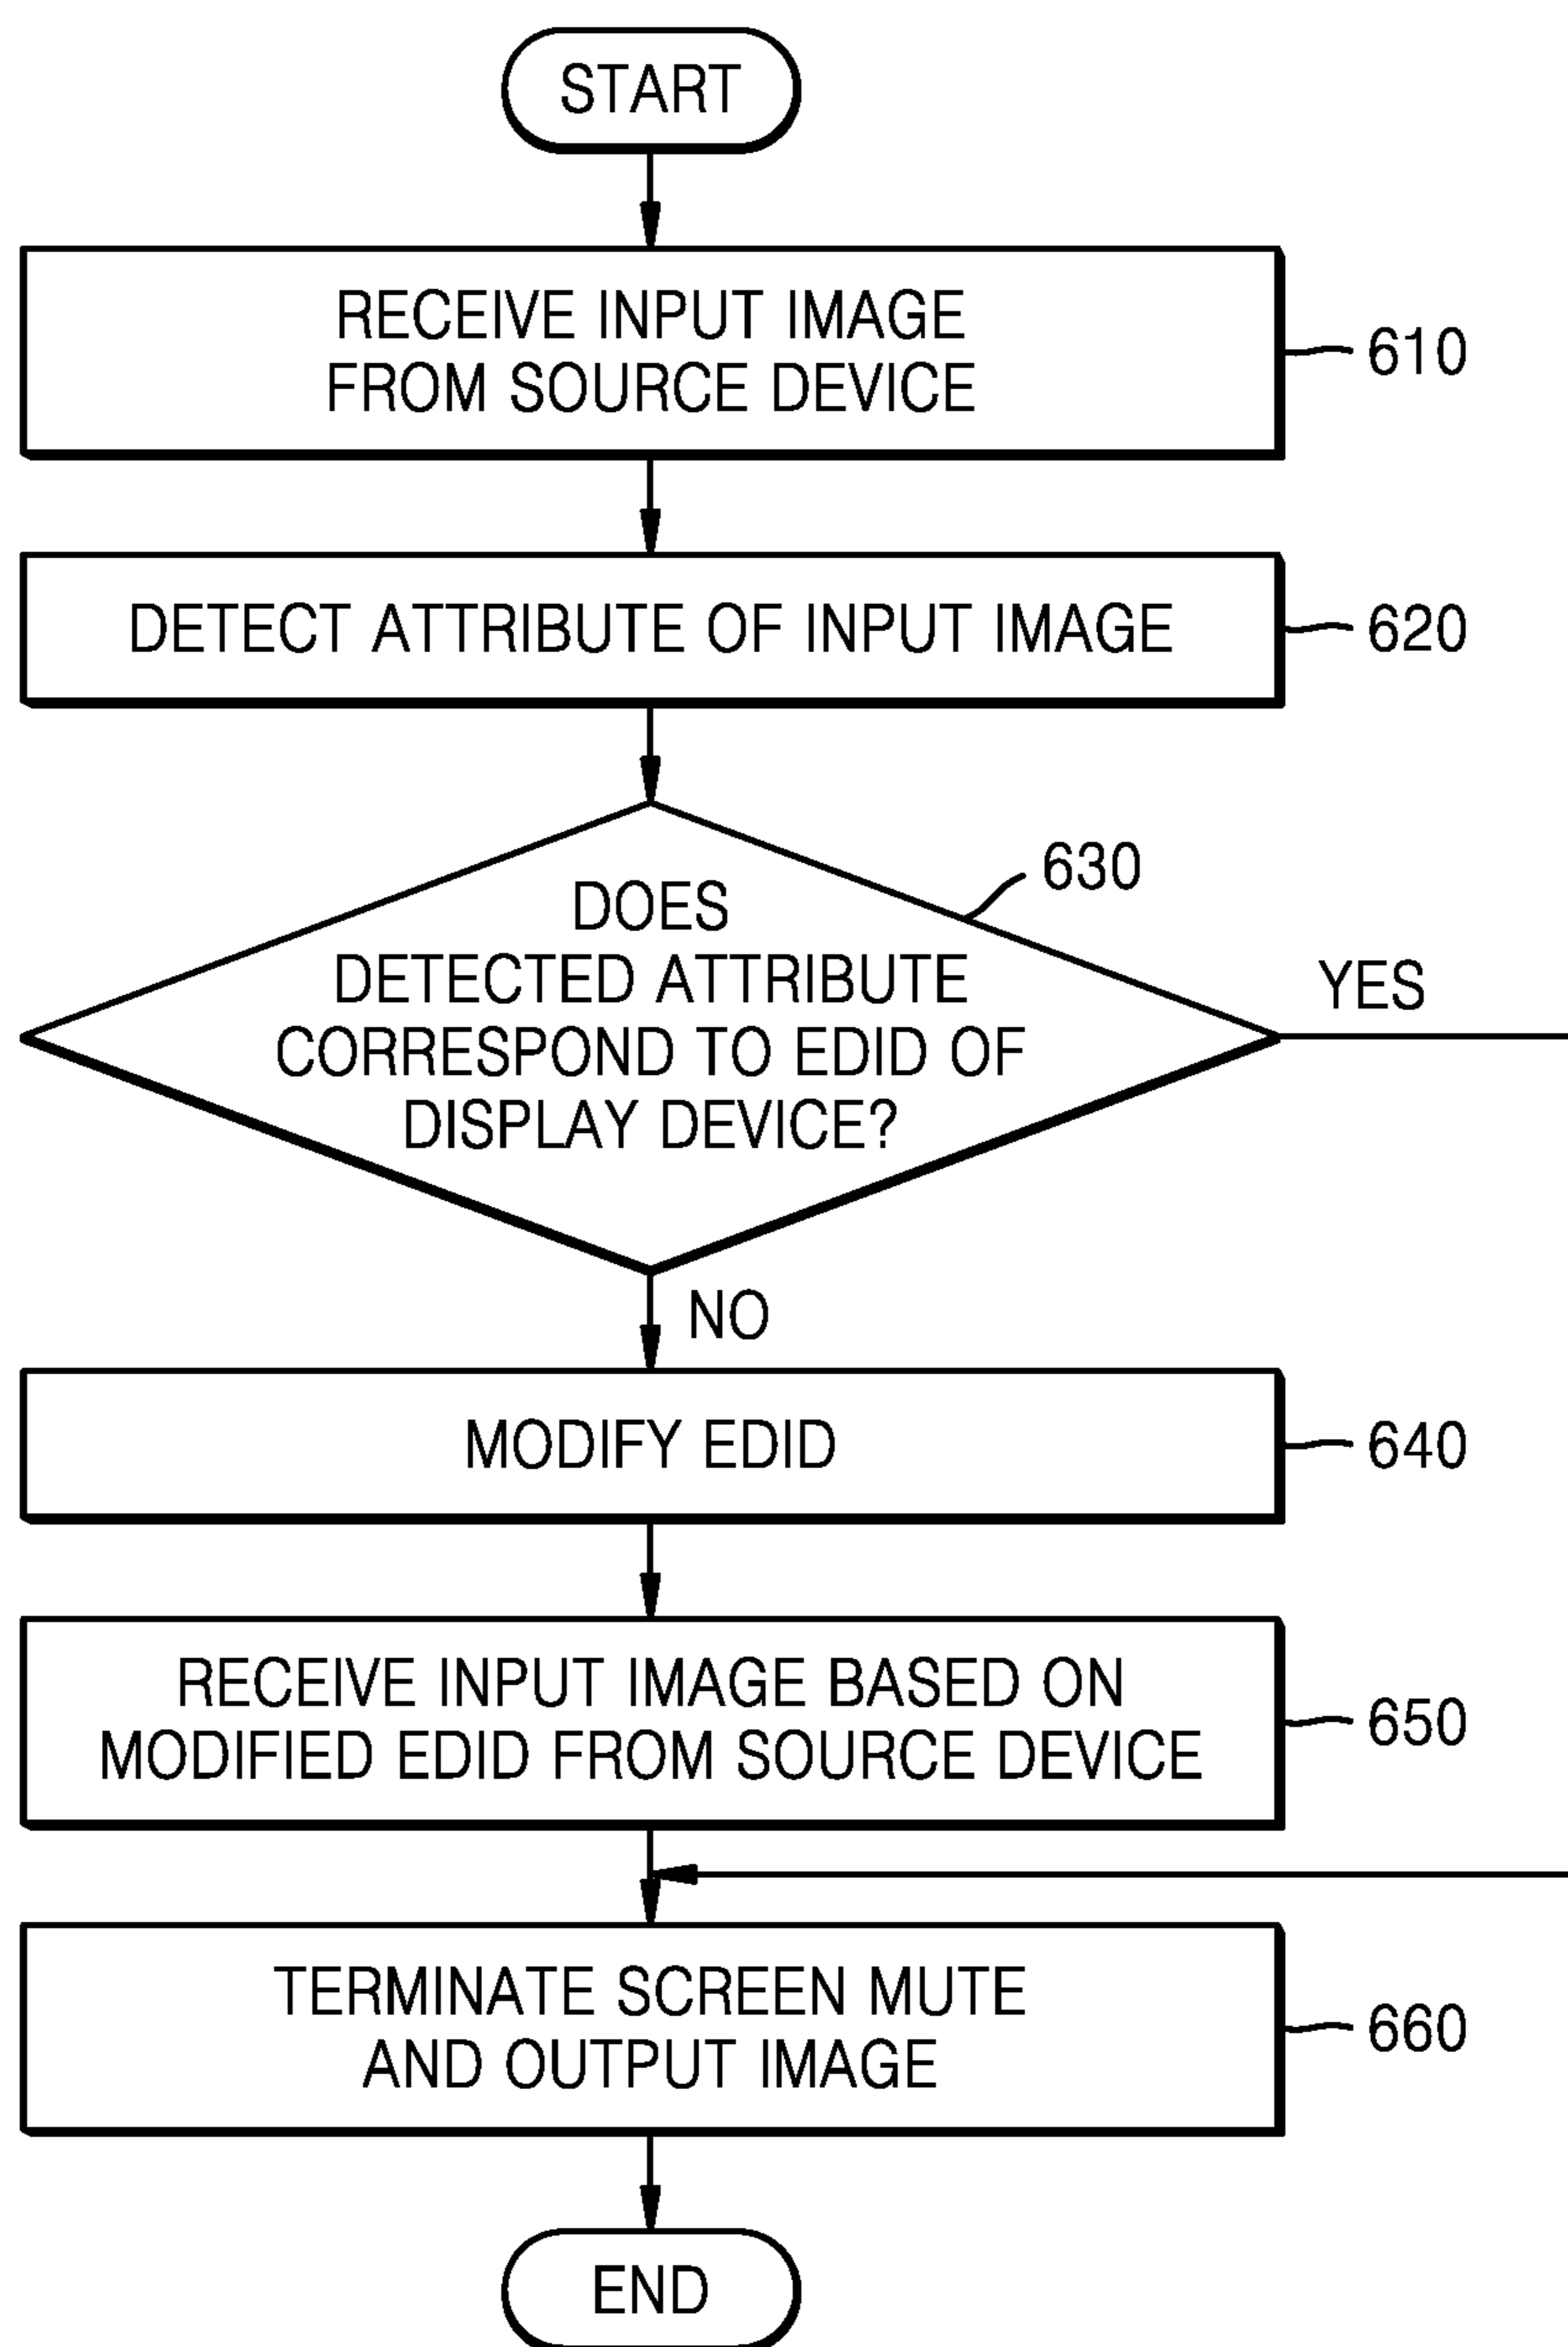 START
RECEIVE INPUT IMAGE
FROM SOURCE DEVICE
610
DETECT ATTRIBUTE OF INPUT IMAGE
620
630
DOES
DETECTED ATTRIBUTE
CORRESPOND TO EDID OF
DISPLAY DEVICE?
YES
NO
MODIFY EDID
640
RECEIVE INPUT IMAGE BASED ON
MODIFIED EDID FROM SOURCE DEVICE
650
TERMINATE SCREEN MUTE
AND OUTPUT IMAGE
660
END